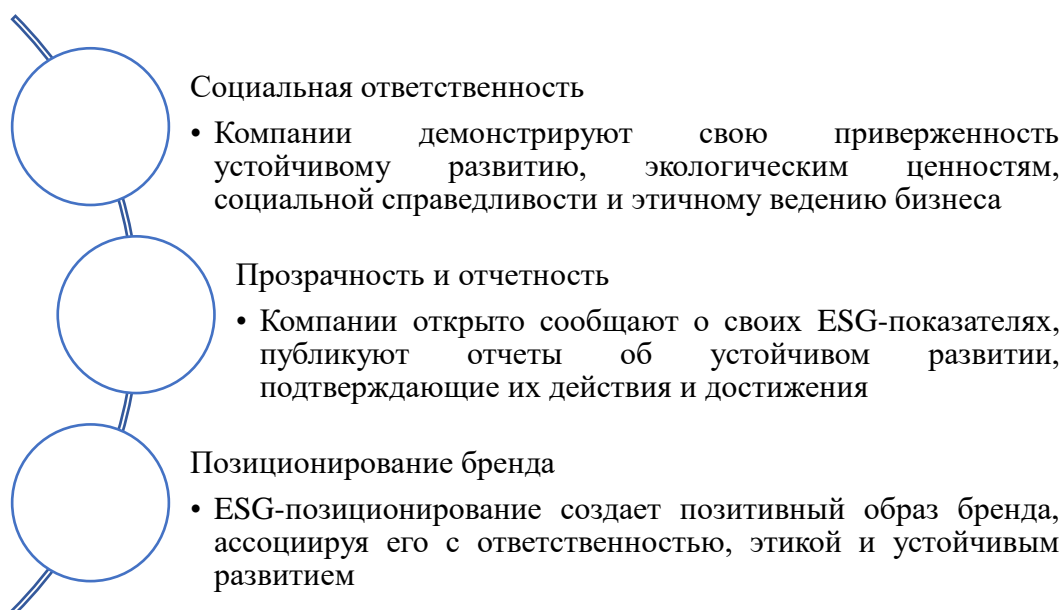 Социальная ответственность
• Компании демонстрируют свою приверженность
устойчивому развитию, экологическим ценностям,
социальной справедливости и этичному ведению бизнеса
Прозрачность и отчетность
• Компании открыто сообщают о своих ESG-показателях,
публикуют отчеты об устойчивом развитии,
подтверждающие их действия и достижения
Позиционирование бренда
• ESG-позиционирование создает позитивный образ бренда,
ассоциируя его с ответственностью, этикой и устойчивым
развитием